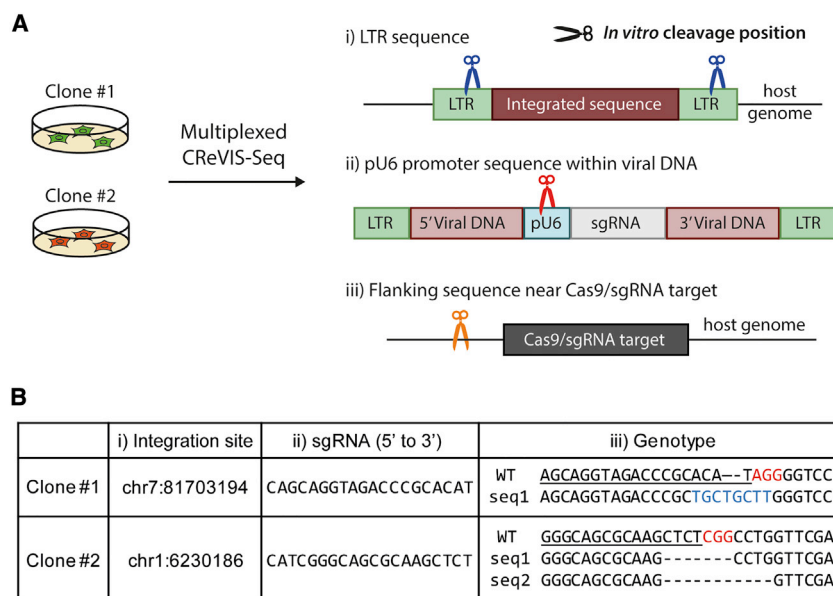 A
Clone #1
Clone #2
Multiplexed
CReVIS-Seq
In vitro cleavage position
i) LTR sequence
LTR Integrated sequence LTR
host
genome
ii) pU6 promoter sequence within viral DNA
LTR 5' Viral DNA pU6 sgRNA 3' Viral DNA LTR
iii) Flanking sequence near Cas9/sgRNA target
Cas9/sgRNA target
host genome
B
i) Integration site ii) sgRNA (5' to 3') iii) Genotype
Clone #1 chr7:81703194 CAGCAGGTAGACCCGCACAT
WT AGCAGGTAGACCCGCACA--TAGGGGTCC
seq1 AGCAGGTAGACCCGCTGCTGCTTGGGTCC
Clone #2 chr1:6230186 CATCGGGCAGCGCAAGCTCT
WT GGGCAGCGCAAGCTCTCGGCCTGGTTCGA
seq1 GGGCAGCGCAAG-------CCTGGTTCGA
seq2 GGGCAGCGCAAG-----------GTTCGA